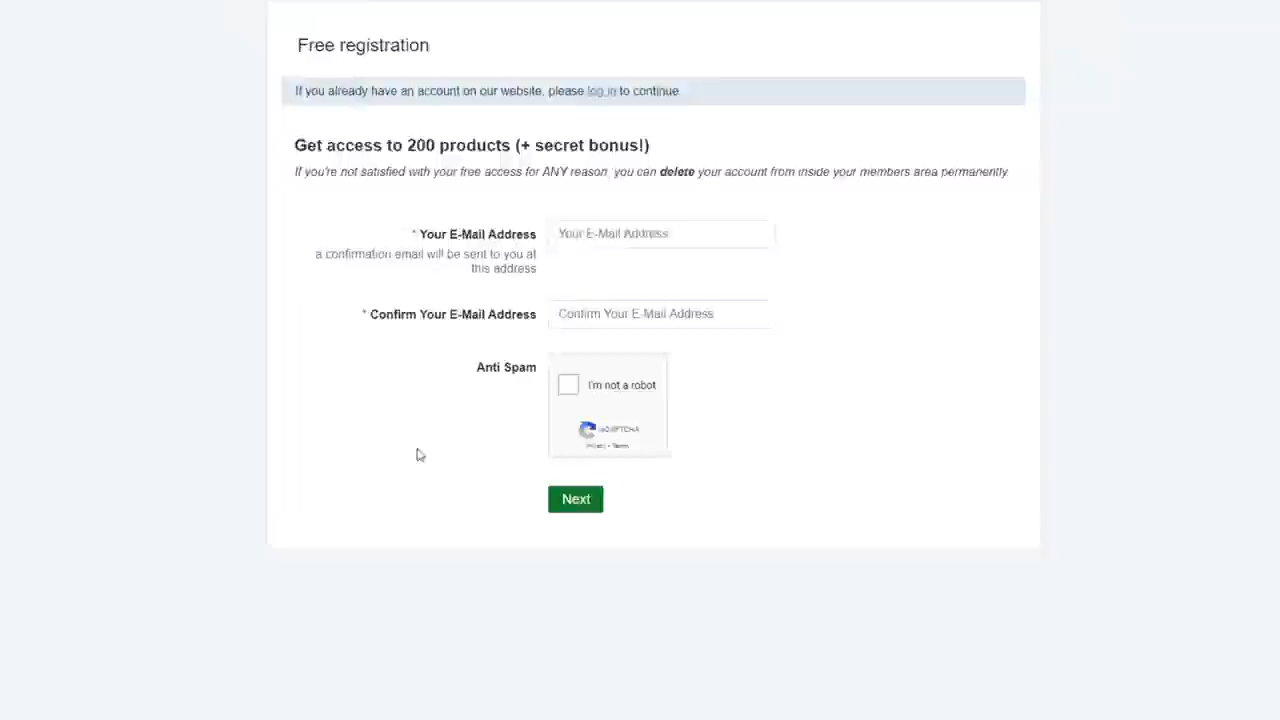 Free registration
If you already have an account on our website, please log in to continue.
Get access to 200 products (+ secret bonus!)
If you're not satisfied with your free access for ANY reason, you can delete your account from inside your members area permanently.
* Your E-Mail Address
Your E-Mail Address
a confirmation email will be sent to you at
this address
* Confirm Your E-Mail Address
Confirm Your E-Mail Address
Anti Spam
I'm not a robot
reCAPTCHA
Privacy - Terms
Next